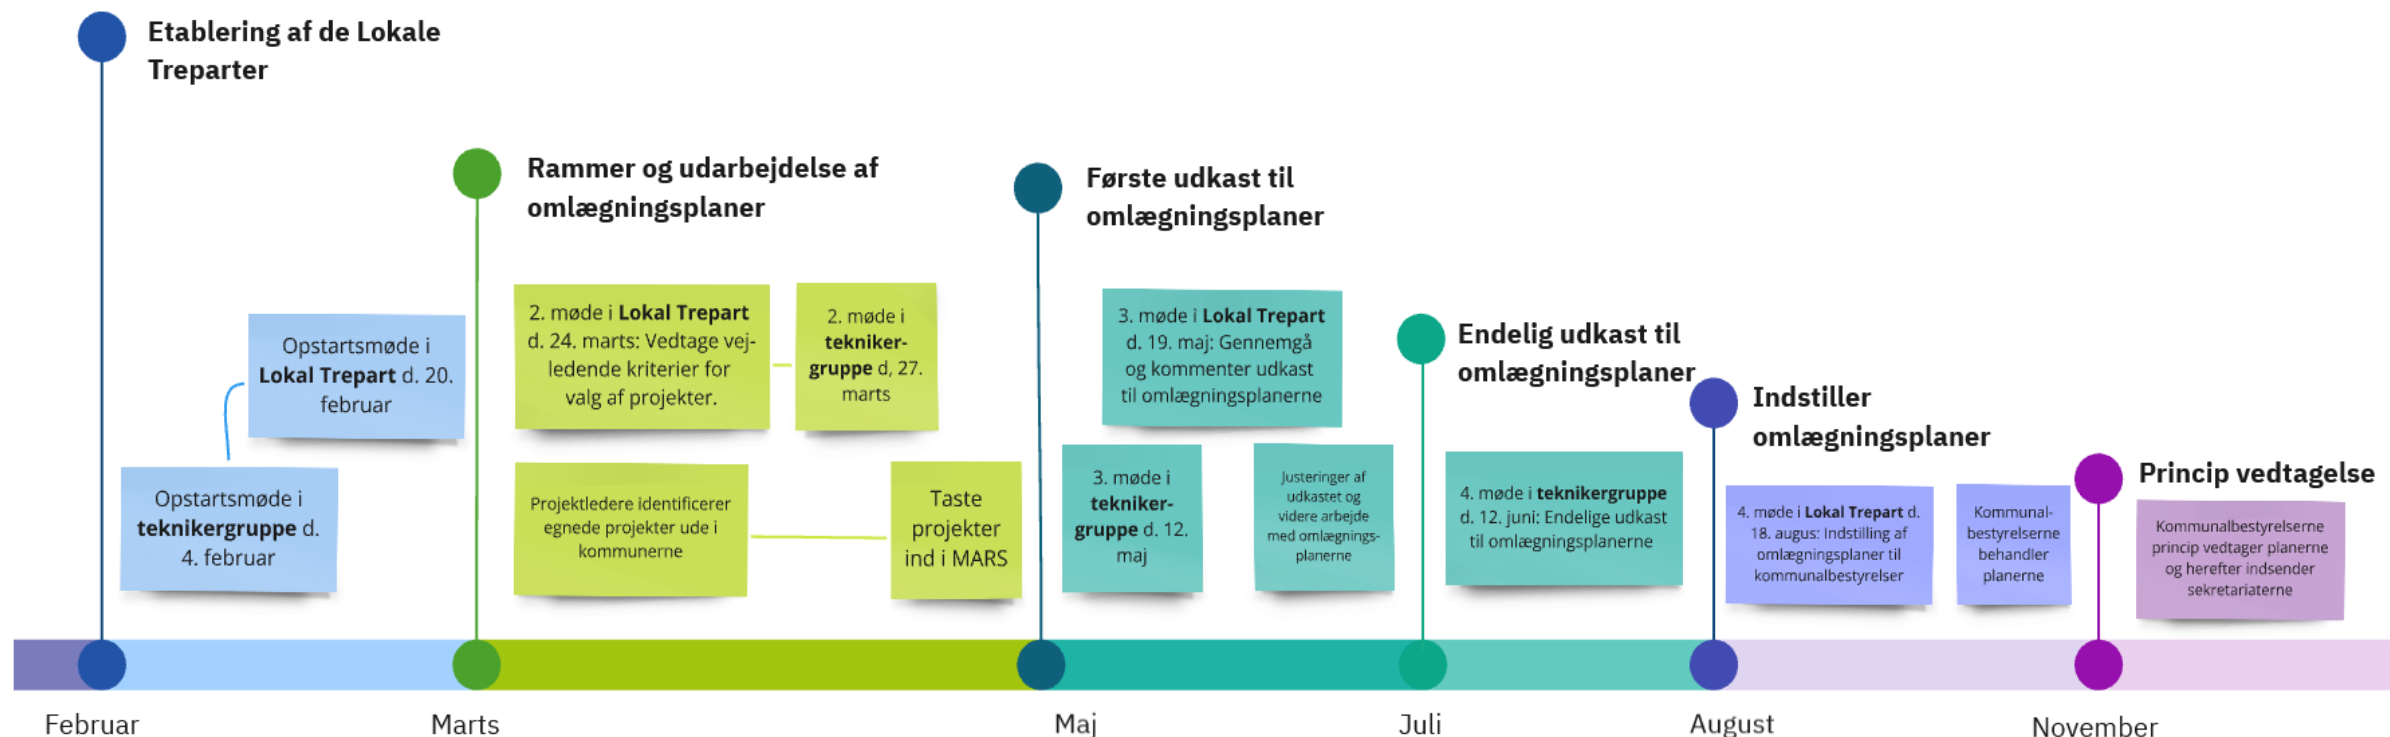 Etablering af de Lokale
Treparter
Opstartsmøde i
Lokal Trepart d. 20.
februar
Opstartsmøde i
teknikergruppe d.
4. februar
Rammer og udarbejdelse af
omlægningsplaner
2. møde i Lokal Trepart
d. 24. marts: Vedtage vej-
ledende kriterier for
valg af projekter.
2. møde i
tekniker-
gruppe d, 27.
marts
Projektledere identificerer
egnede projekter ude i
kommunerne
Taste
projekter
ind i MARS
Første udkast til
omlægningsplaner
3. møde i Lokal Trepart
d. 19. maj: Gennemgå
og kommenter udkast
til omlægningsplanerne
3. møde i
tekniker-
gruppe d. 12.
maj
Justeringer af
udkastet og
videre arbejde
med omlægnings-
planerne
Endelig udkast til
omlægningsplaner
4. møde i teknikergruppe
d. 12. juni: Endelige udkast
til omlægningsplanerne
Indstiller
omlægningsplaner
4. møde i Lokal Trepart d.
18. augus: Indstilling af
omlægningsplaner til
kommunalbestyrelser
Kommunal-
bestyrelserne
behandler
planerne
Princip vedtagelse
Kommunalbestyrelserne
princip vedtager planerne
og herefter indsender
sekretariaterne
Februar
Marts
Maj
Juli
August
November